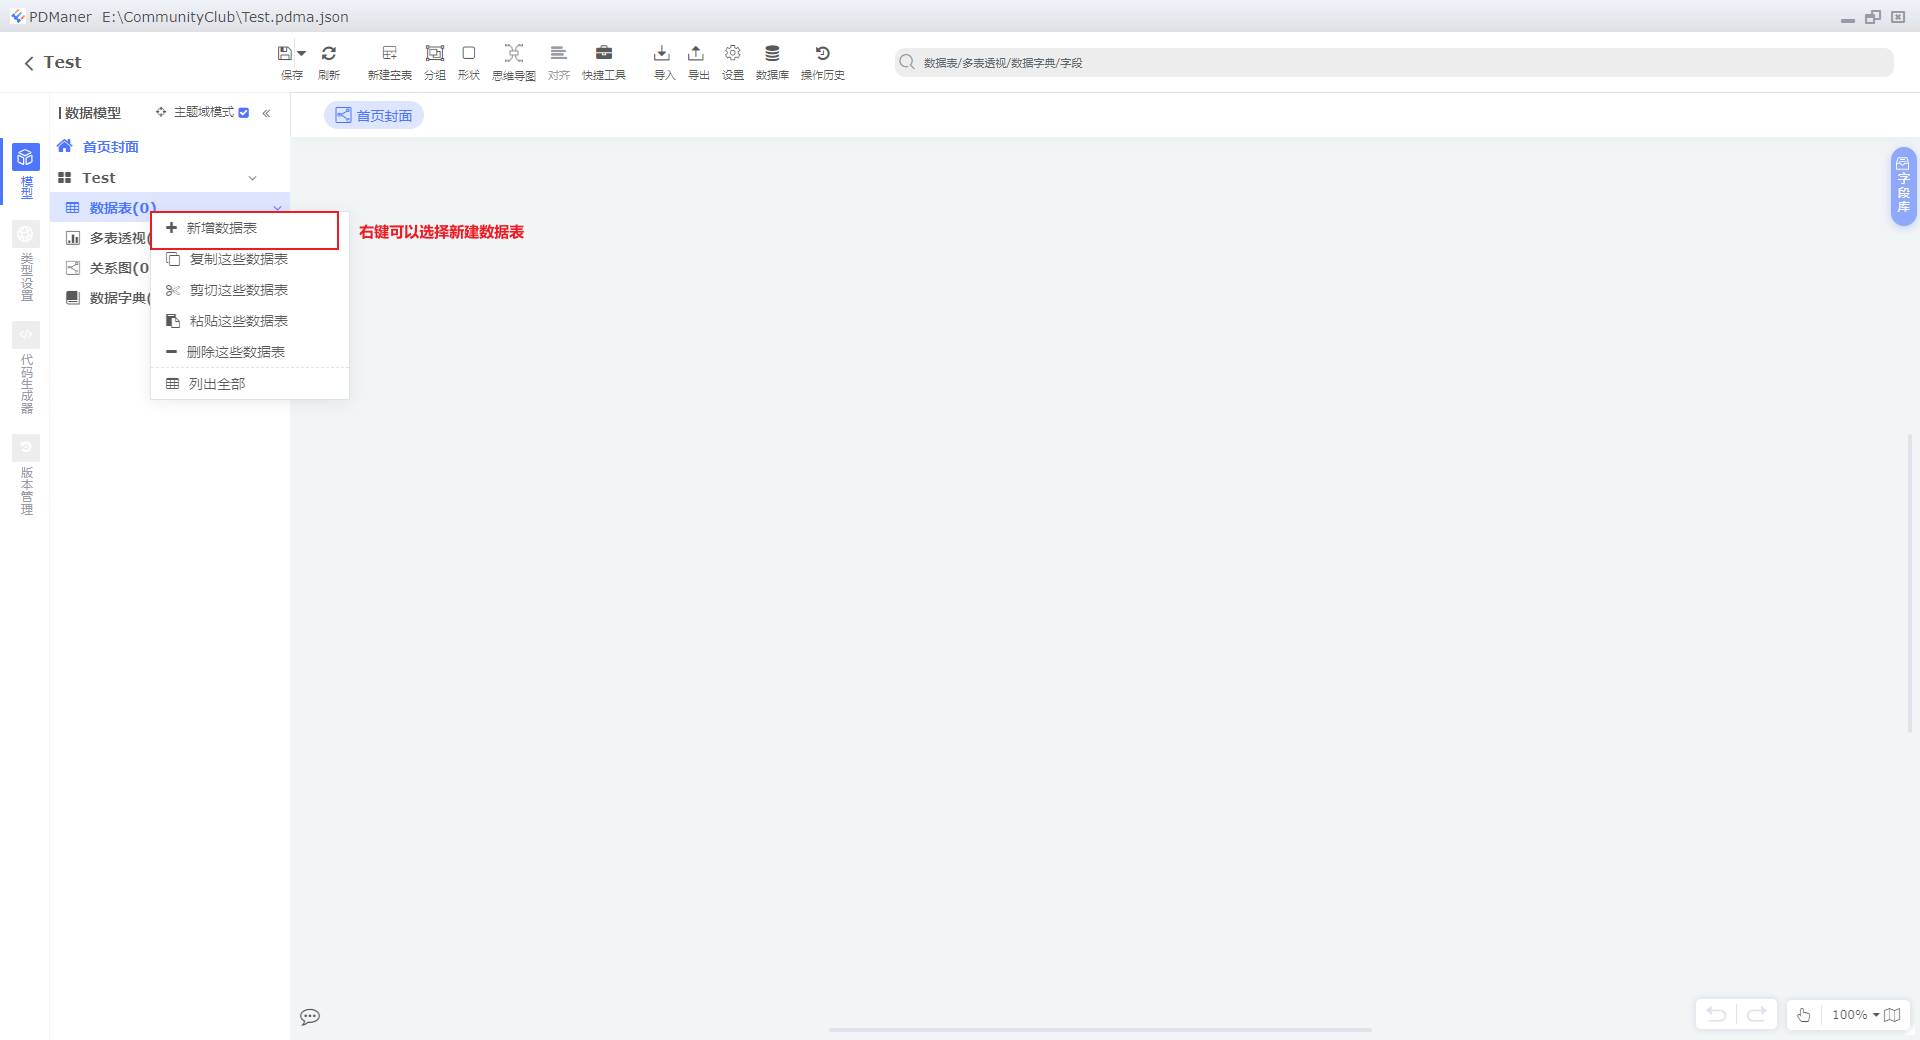 PDManer E:\CommunityClub\Test.pdma.json
Test
保存
刷新
新建空表
分组
形状
思维导图
对齐
快捷工具
导入
导出
设置
数据库
操作历史
数据表/多表透视/数据字典/字段
模型
类型设置
代码生成器
版本管理
数据模型
主题域模式
首页封面
Test
数据表(0)
多表透视(
关系图(0
数据字典(
新增数据表
复制这些数据表
剪切这些数据表
粘贴这些数据表
删除这些数据表
列出全部
首页封面
右键可以选择新建数据表
字段库
100%